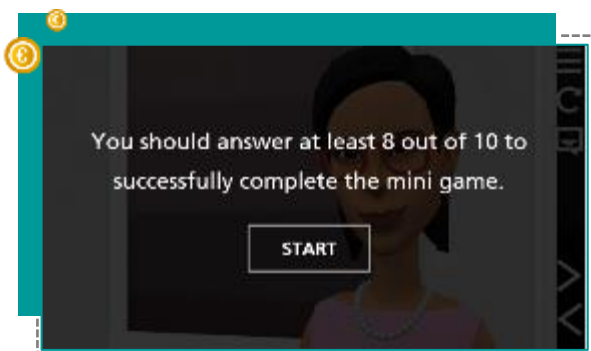 You should answer at least 8 out of 10 to
successfully complete the mini game.
START